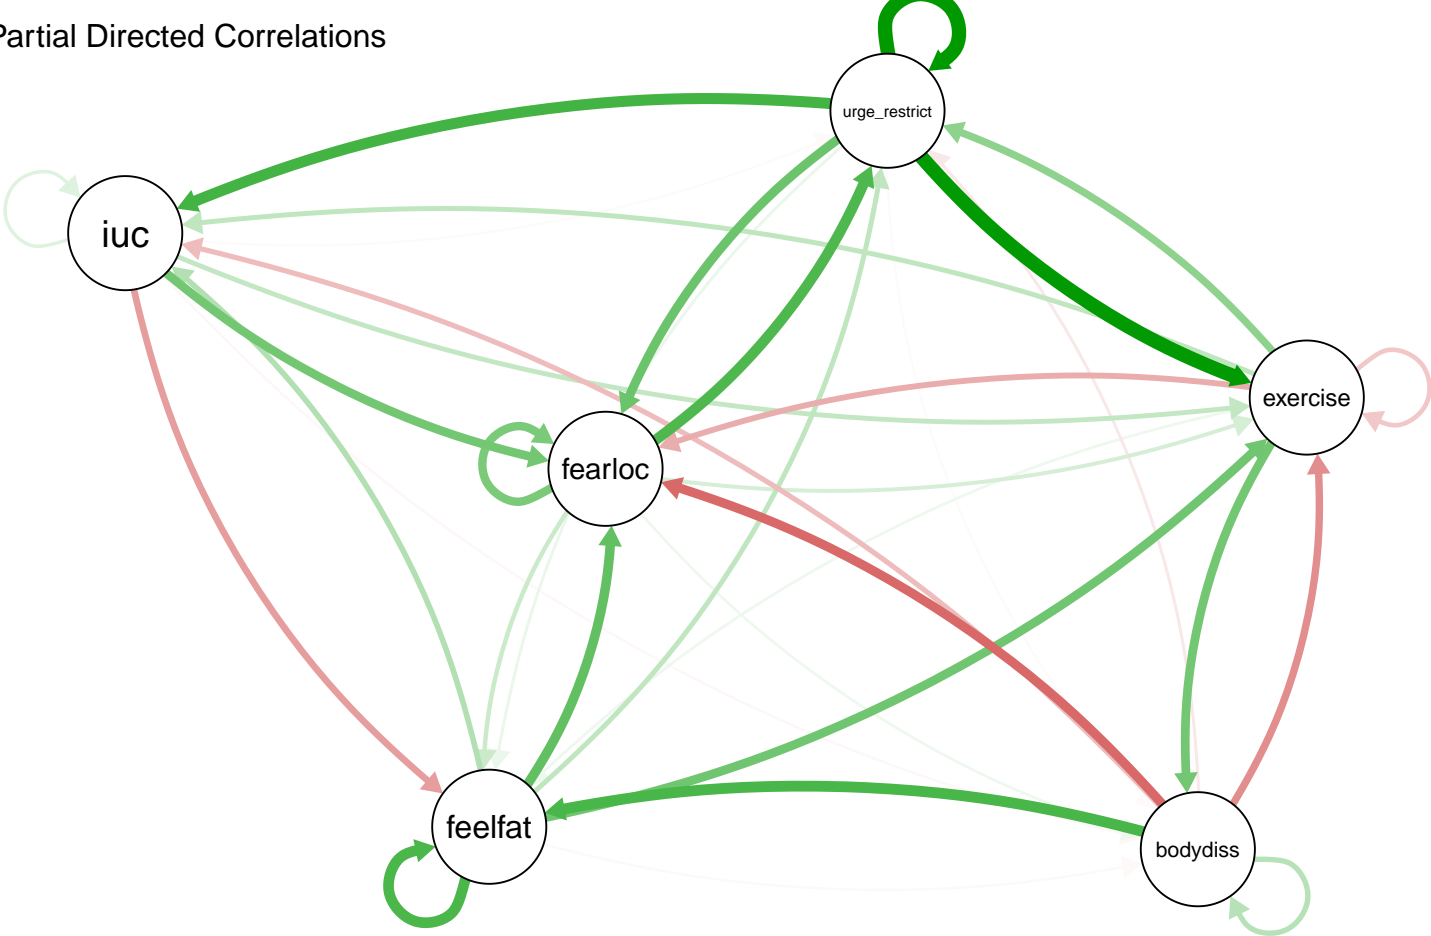 Partial Directed Correlations
urge_restrict
iuc
exercise
fearloc
feelfat
bodydiss